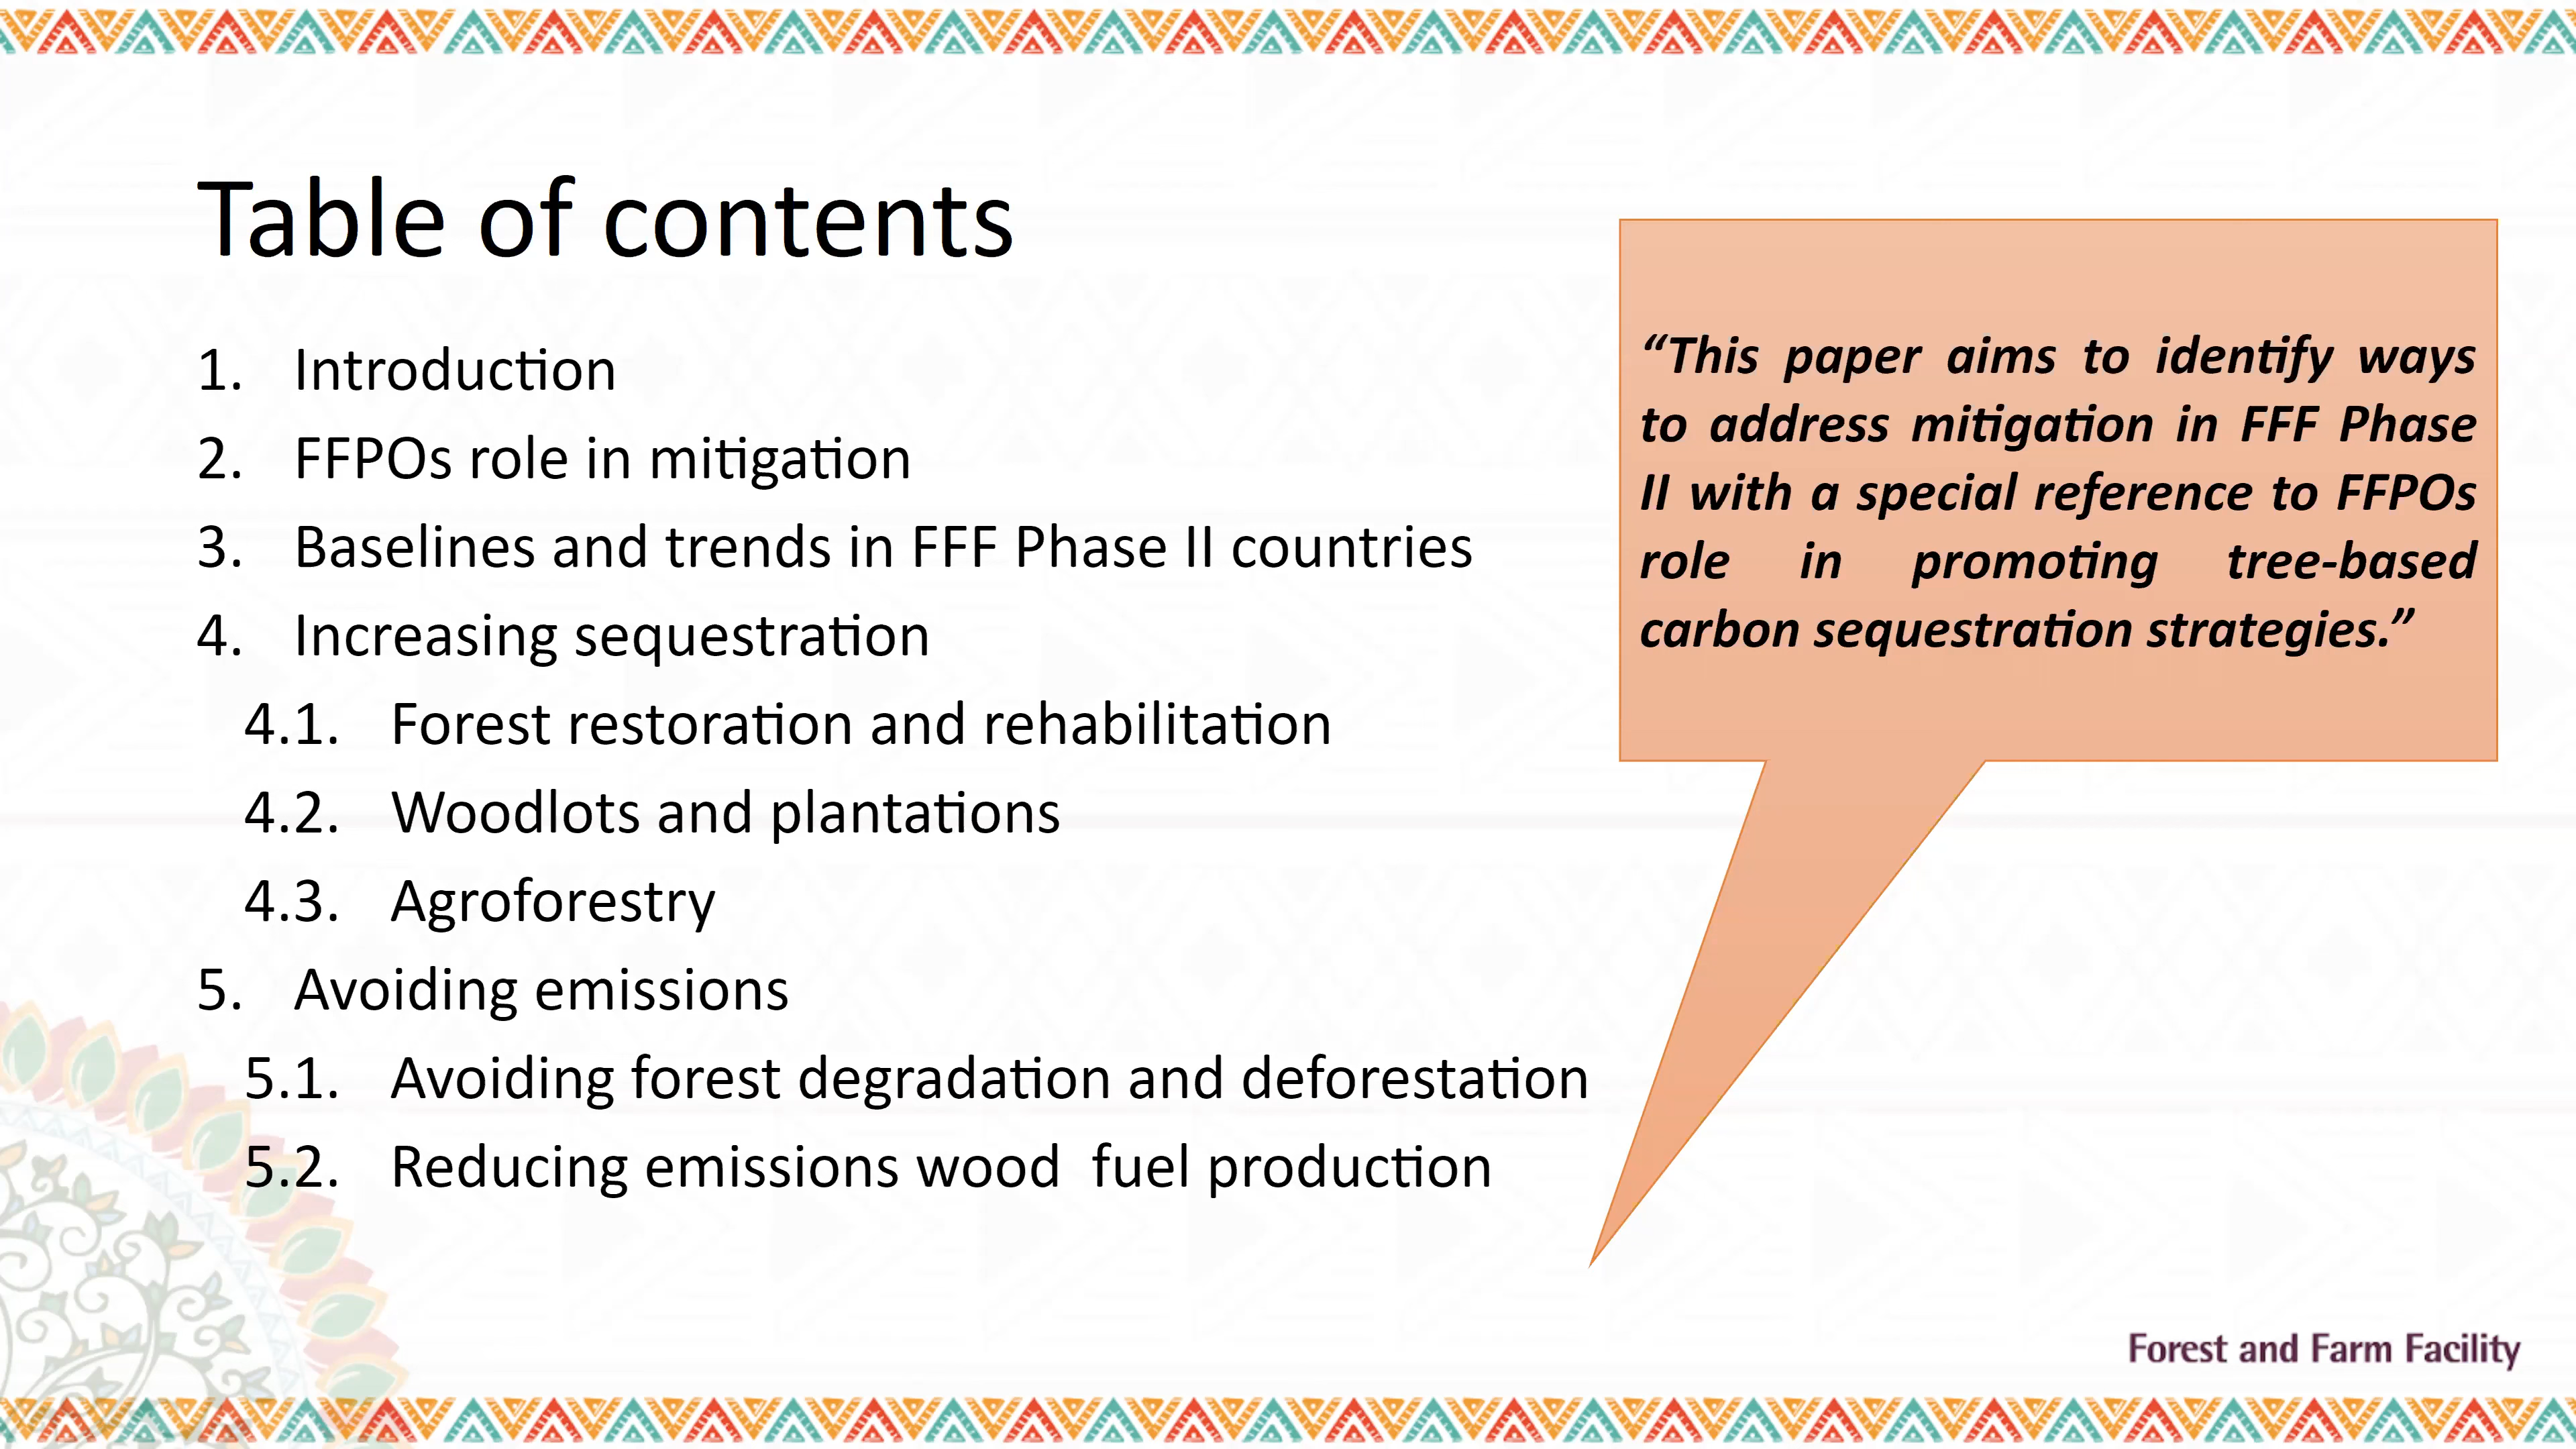 Table of contents
1. Introduction
2. FFPOs role in mitigation
3. Baselines and trends in FFF Phase II countries
4. Increasing sequestration
4.1. Forest restoration and rehabilitation
4.2. Woodlots and plantations
4.3. Agroforestry
5. Avoiding emissions
5.1. Avoiding forest degradation and deforestation
5.2. Reducing emissions wood  fuel production
“This paper aims to identify ways
to address mitigation in FFF Phase
II with a special reference to FFPOs
role in promoting tree-based
carbon sequestration strategies.”
Forest and Farm Facility